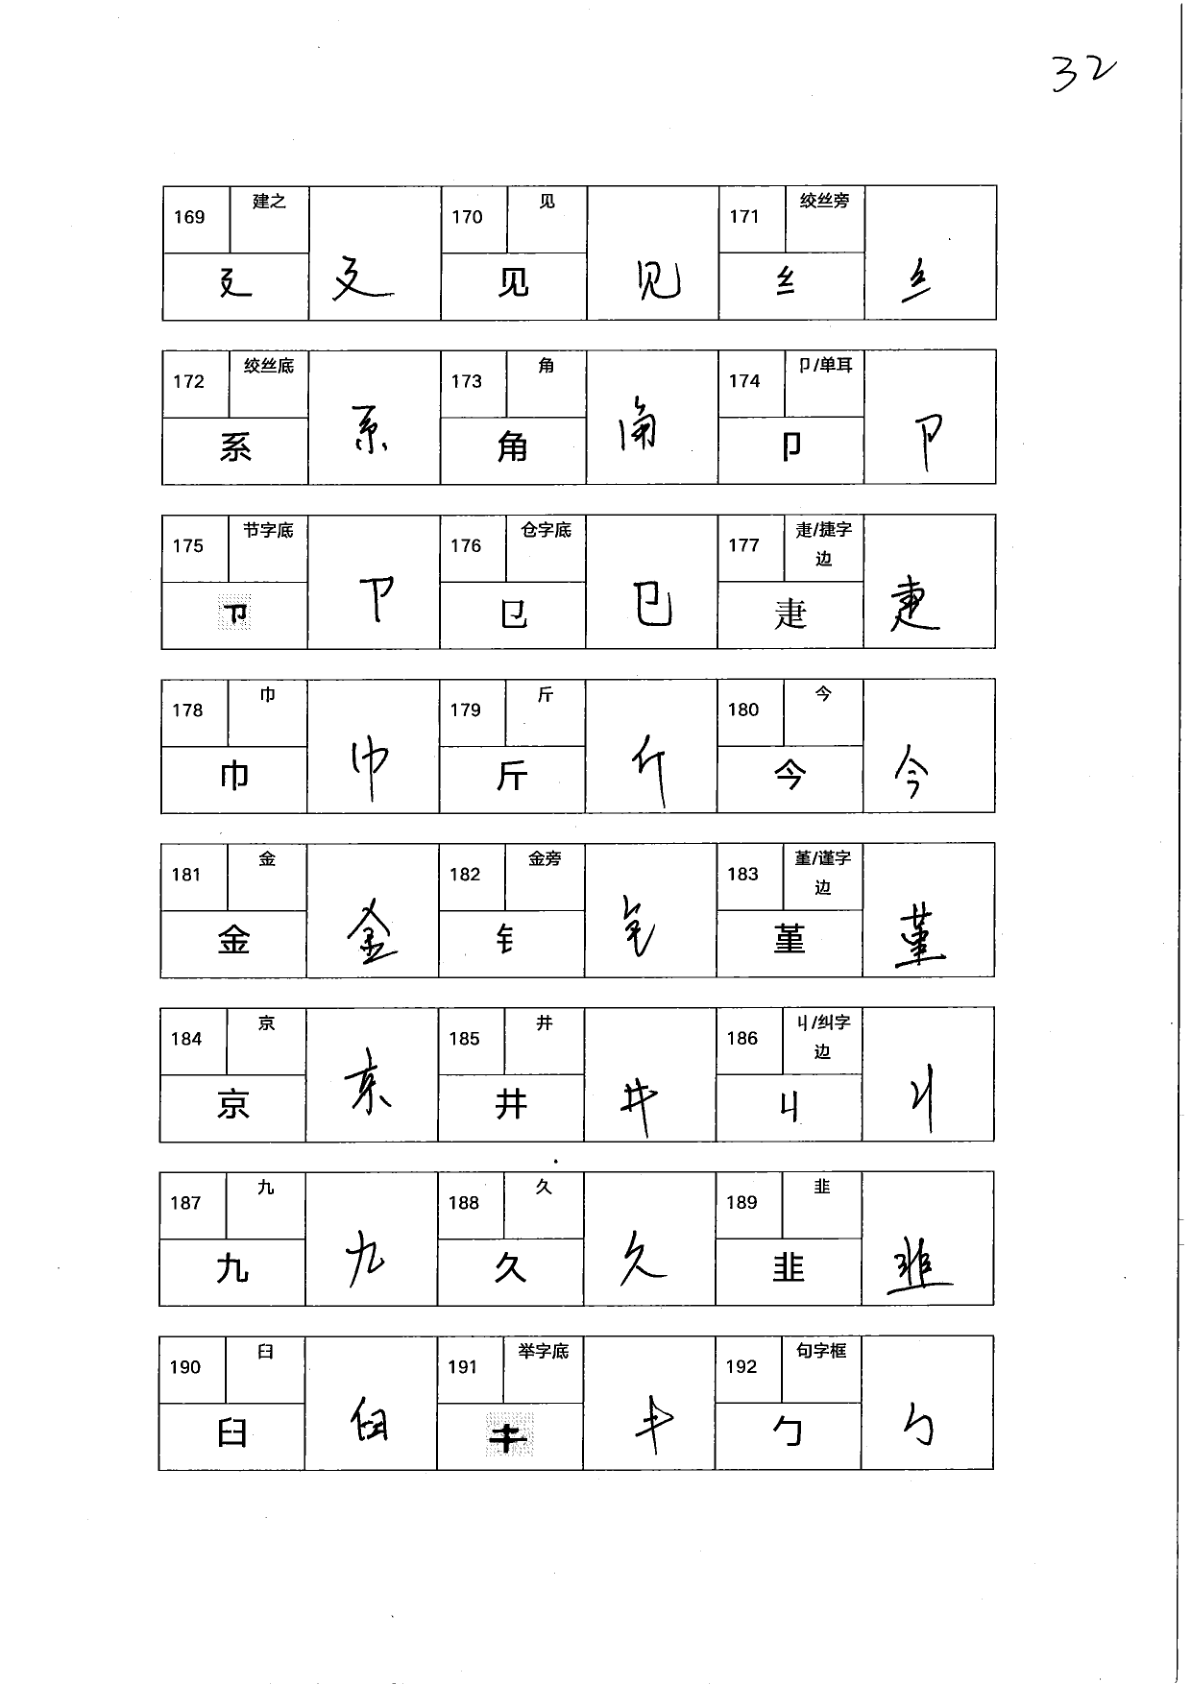 32
169 建之 廴 廴 170 见 见 见 171 绞丝旁 纟 纟
172 绞丝底 系 系 173 角 角 角 174 卩/单耳 卩 卩
175 节字底 卩 卩 176 仓字底 㔾 㔾 177 疌/捷字
边
疌 疌
178 巾 巾 巾 179 斤 斤 斤 180 今 今 今
181 金 金 金 182 金旁 钅 钅 183 堇/谨字
边
堇 堇
184 京 京 京 185 井 井 井 186 丩/纠字
边
丩 丩
187 九 九 九 188 久 久 久 189 韭 韭 韭
190 臼 臼 臼 191 举字底 192 句字框 勹 勹